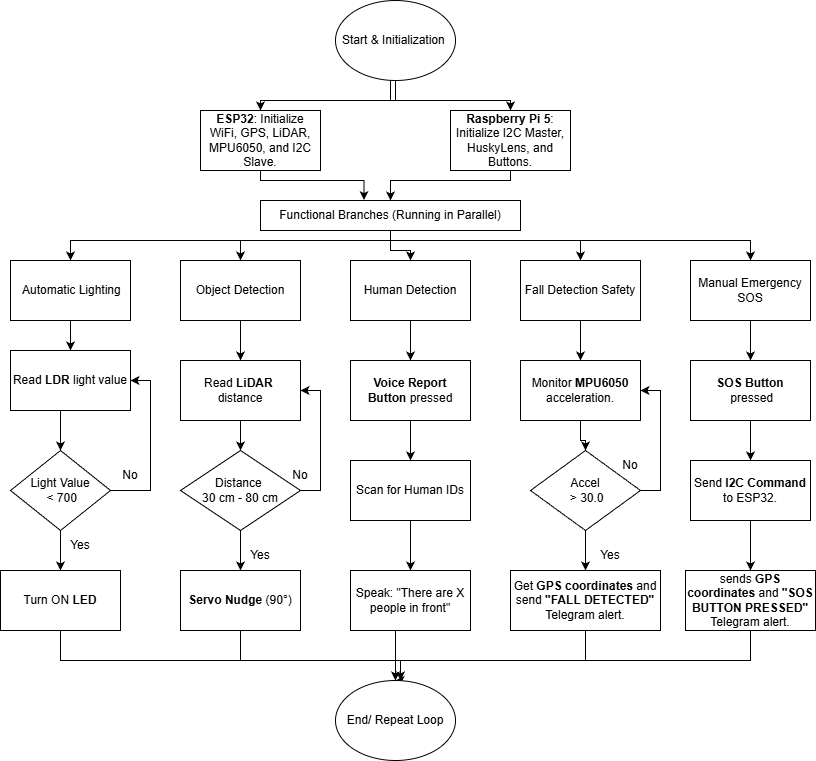 Start & Initialization
ESP32: Initialize
WiFi, GPS, LiDAR,
MPU6050, and I2C
Slave.
Raspberry Pi 5:
Initialize I2C Master,
HuskyLens, and
Buttons.
Functional Branches (Running in Parallel)
Automatic Lighting
Object Detection
Human Detection
Fall Detection Safety
Manual Emergency
SOS
Read LDR light value
Read LiDAR
distance
Voice Report
Button pressed
Monitor MPU6050
acceleration.
SOS Button
pressed
Light Value
< 700
No
Distance
30 cm - 80 cm
No
Scan for Human IDs
Accel
> 30.0
No
Send I2C Command
to ESP32.
Yes
Yes
Yes
Turn ON LED
Servo Nudge (90°)
Speak: "There are X
people in front"
Get GPS coordinates and
send "FALL DETECTED"
Telegram alert.
sends GPS
coordinates and "SOS
BUTTON PRESSED"
Telegram alert.
End/ Repeat Loop